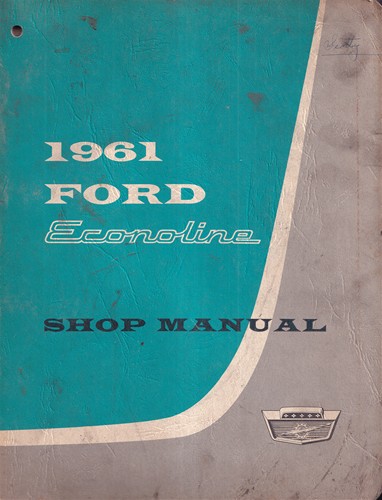 1961
FORD
Econoline
SHOP MANUAL